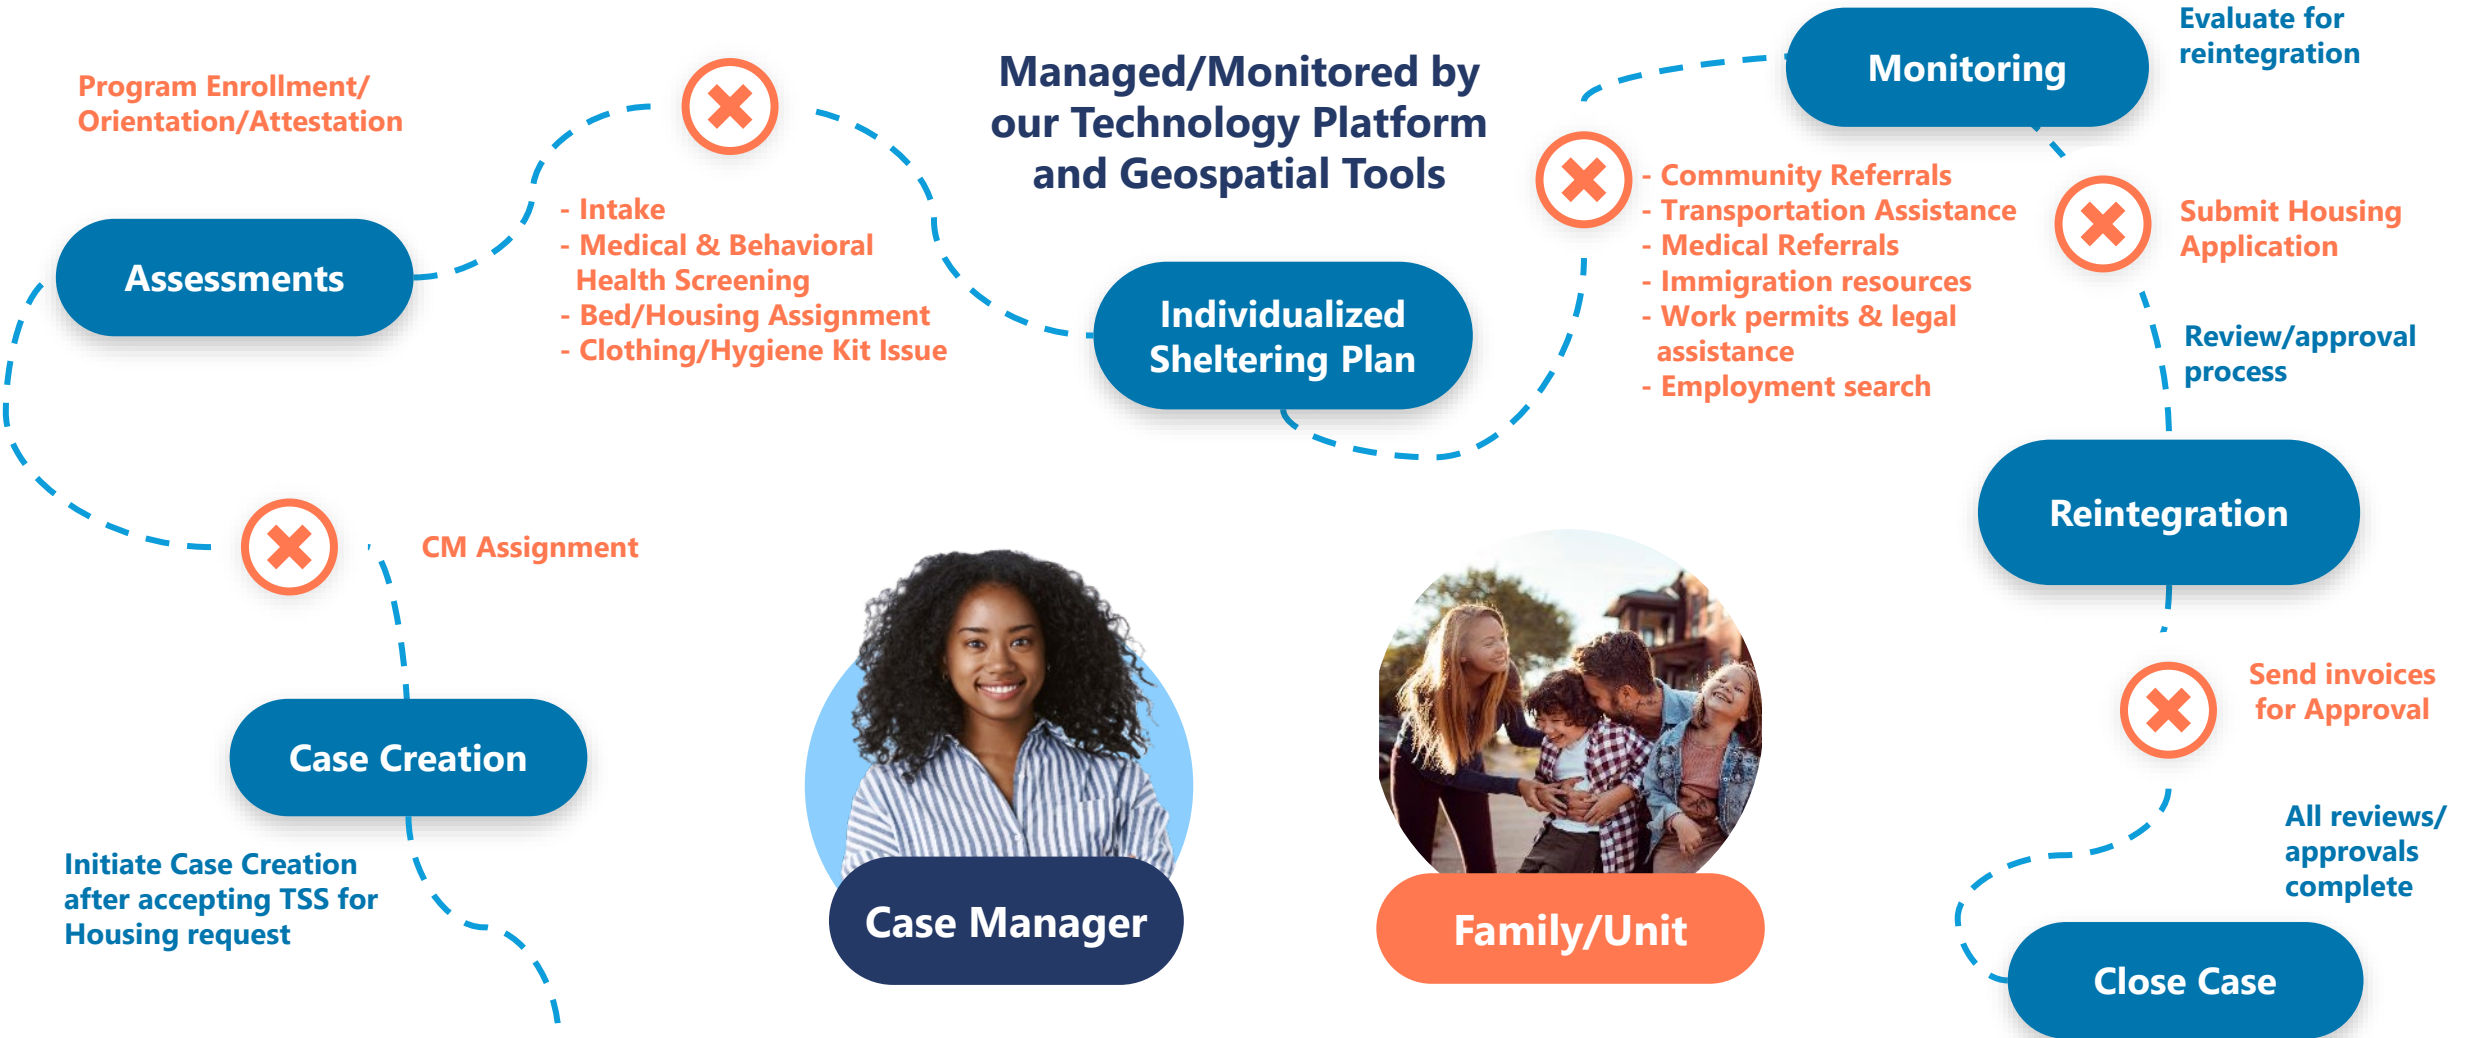 Program Enrollment/
Orientation/Attestation
Assessments
- Intake
- Medical & Behavioral
Health Screening
- Bed/Housing Assignment
- Clothing/Hygiene Kit Issue
CM Assignment
Case Creation
Initiate Case Creation
after accepting TSS for
Housing request
Managed/Monitored by
our Technology Platform
and Geospatial Tools
Individualized
Sheltering Plan
Case Manager
Family/Unit
- Community Referrals
- Transportation Assistance
- Medical Referrals
- Immigration resources
- Work permits & legal
assistance
- Employment search
Monitoring
Evaluate for
reintegration
Submit Housing
Application
Review/approval
process
Reintegration
Send invoices
for Approval
All reviews/
approvals
complete
Close Case